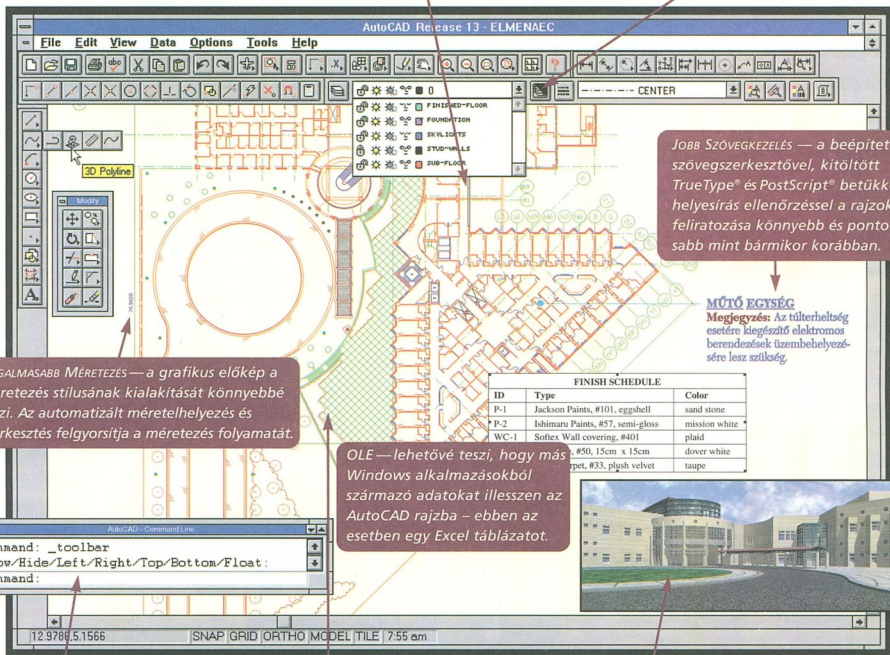 AutoCAD Release 13 - ELMENAEC
File Edit View Data Options Tools Help
0
CENTER
FINISHED-FLOOR
FOUNDATION
SKYLIGHTS
STUD-WALLS
SUB-FLOOR
3D Polyline
Modify
JOBB SZÖVEGKEZELÉS — a beépített
szövegszerkesztővel, kitöltött
TrueType® és PostScript® betűkk
helyesírás ellenőrzéssel a rajzok
feliratozása könnyebb és ponto-
sabb mint bármikor korábban.
MŰTŐ EGYSÉG
Megjegyzés: Az túlterheltség
esetére kiegészítő elektromos
berendezések üzembehelyezé-
sére lesz szükség.
GALMASABB MÉRETEZÉS — a grafikus előkép a
retezés stílusának kialakítását könnyebbé
zi. Az automatizált méretelhelyezés és
rkesztés felgyorsítja a méretezés folyamatát.
FINISH SCHEDULE
ID Type Color
P-1 Jackson Paints, #101, eggshell sand stone
P-2 Ishimaru Paints, #57, semi-gloss mission white
WC-1 Softex Wall covering, #401 plaid
#50, 15cm x 15cm dover white
rpet, #33, plush velvet taupe
OLE — lehetővé teszi, hogy más
Windows alkalmazásokból
származó adatokat illesszen az
AutoCAD rajzba – ebben az
esetben egy Excel táblázatot.
AutoCAD - Command Line
mmand: _toolbar
ow/Hide/Left/Right/Top/Bottom/Float:
mmand:
12.9786,5.1566 SNAP GRID ORTHO MODEL TILE 7:55 am